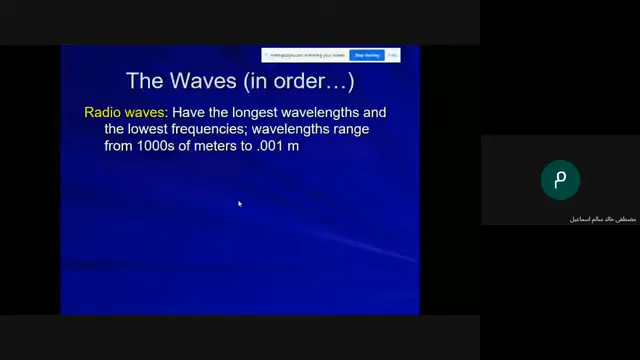 Stop sharing
The Waves (in order…)
Radio waves: Have the longest wavelengths and
the lowest frequencies; wavelengths range
from 1000s of meters to .001 m
م
مصطفى خالد سالم اسماعيل